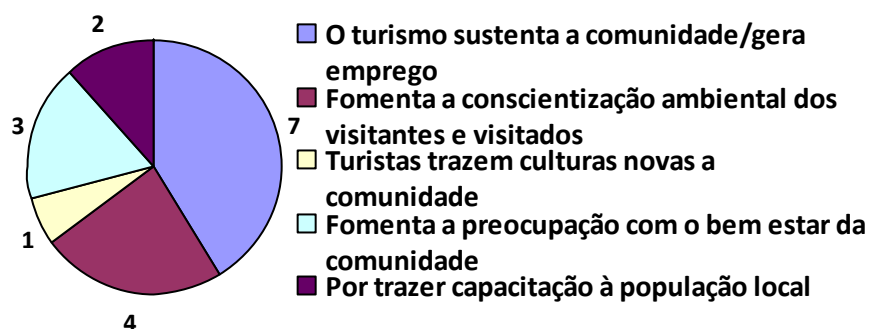 2
3
1
4
7
O turismo sustenta a comunidade/gera
emprego
Fomenta a conscientização ambiental dos
visitantes e visitados
Turistas trazem culturas novas a
comunidade
Fomenta a preocupação com o bem estar da
comunidade
Por trazer capacitação à população local